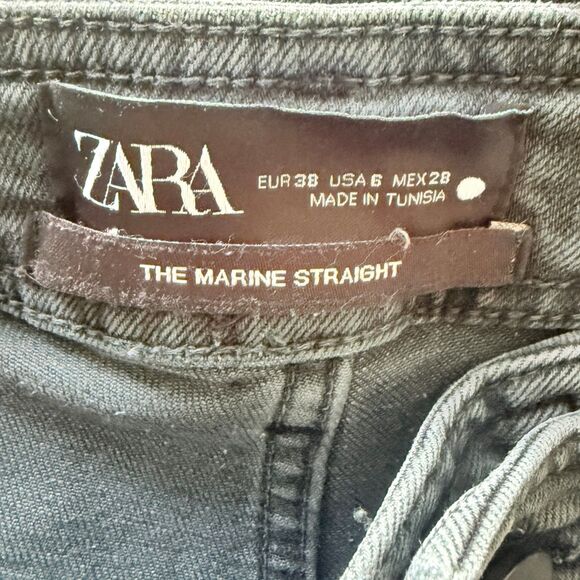 ZARA
EUR 38 USA 6 MEX 28
MADE IN TUNISIA
THE MARINE STRAIGHT